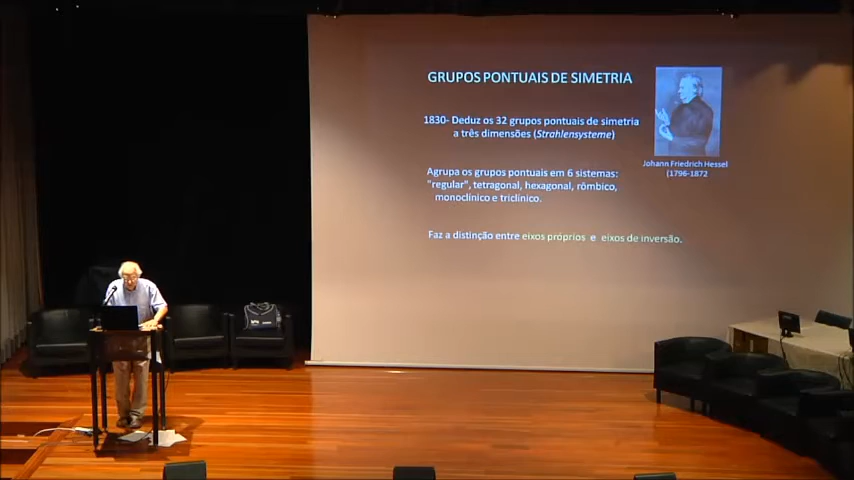 GRUPOS PONTUAIS DE SIMETRIA
1830- Deduz os 32 grupos pontuais de simetria
a três dimensões (Strahlensysteme)
Johann Friedrich Hessel
(1796-1872
Agrupa os grupos pontuais em 6 sistemas:
"regular", tetragonal, hexagonal, rômbico,
monoclínico e triclínico.
Faz a distinção entre eixos próprios e eixos de inversão.